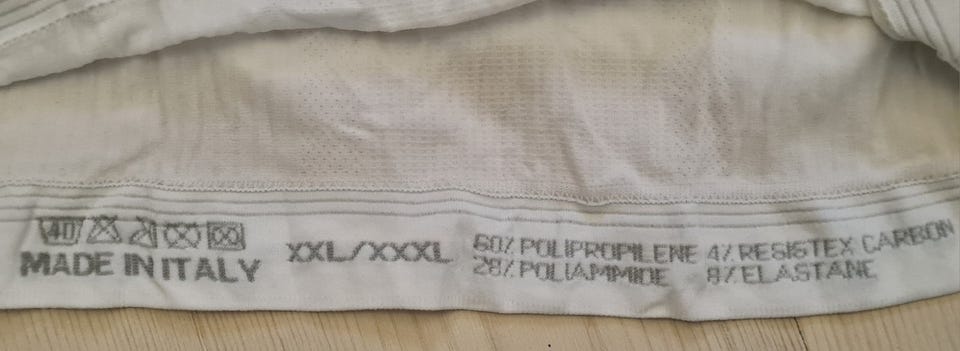 40
MADE IN ITALY
XXL/XXXL
60% POLIPROPILENE 4% RESISTEX CARBON
28% POLIAMMIDE 8% ELASTANE